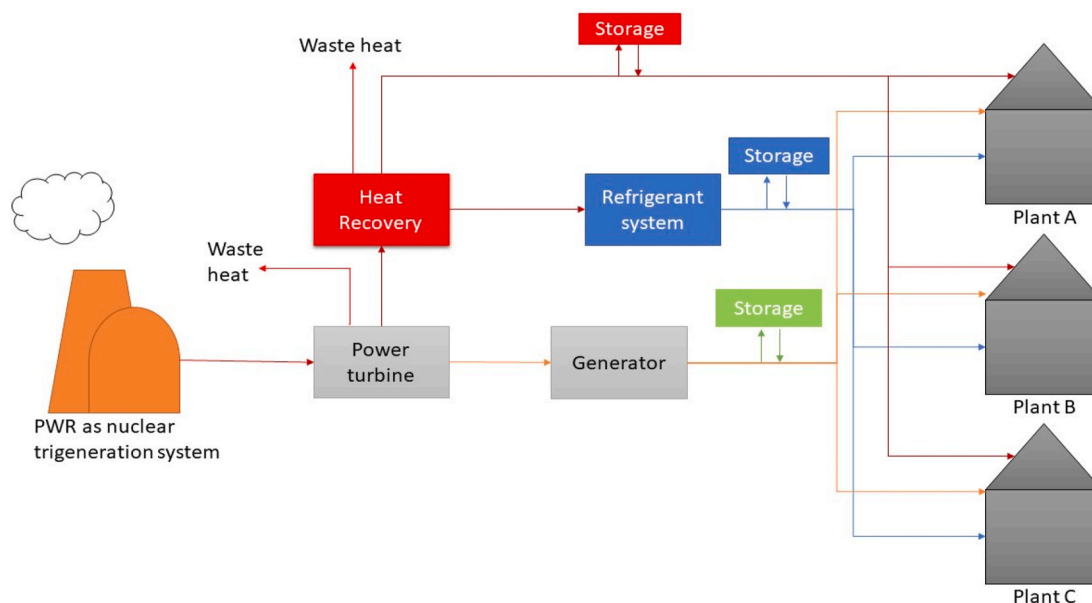 Storage
Waste heat
Storage
Heat
Recovery
Refrigerant
system
Plant A
Waste
heat
Storage
Power
turbine
Generator
Plant B
PWR as nuclear
trigeneration system
Plant C